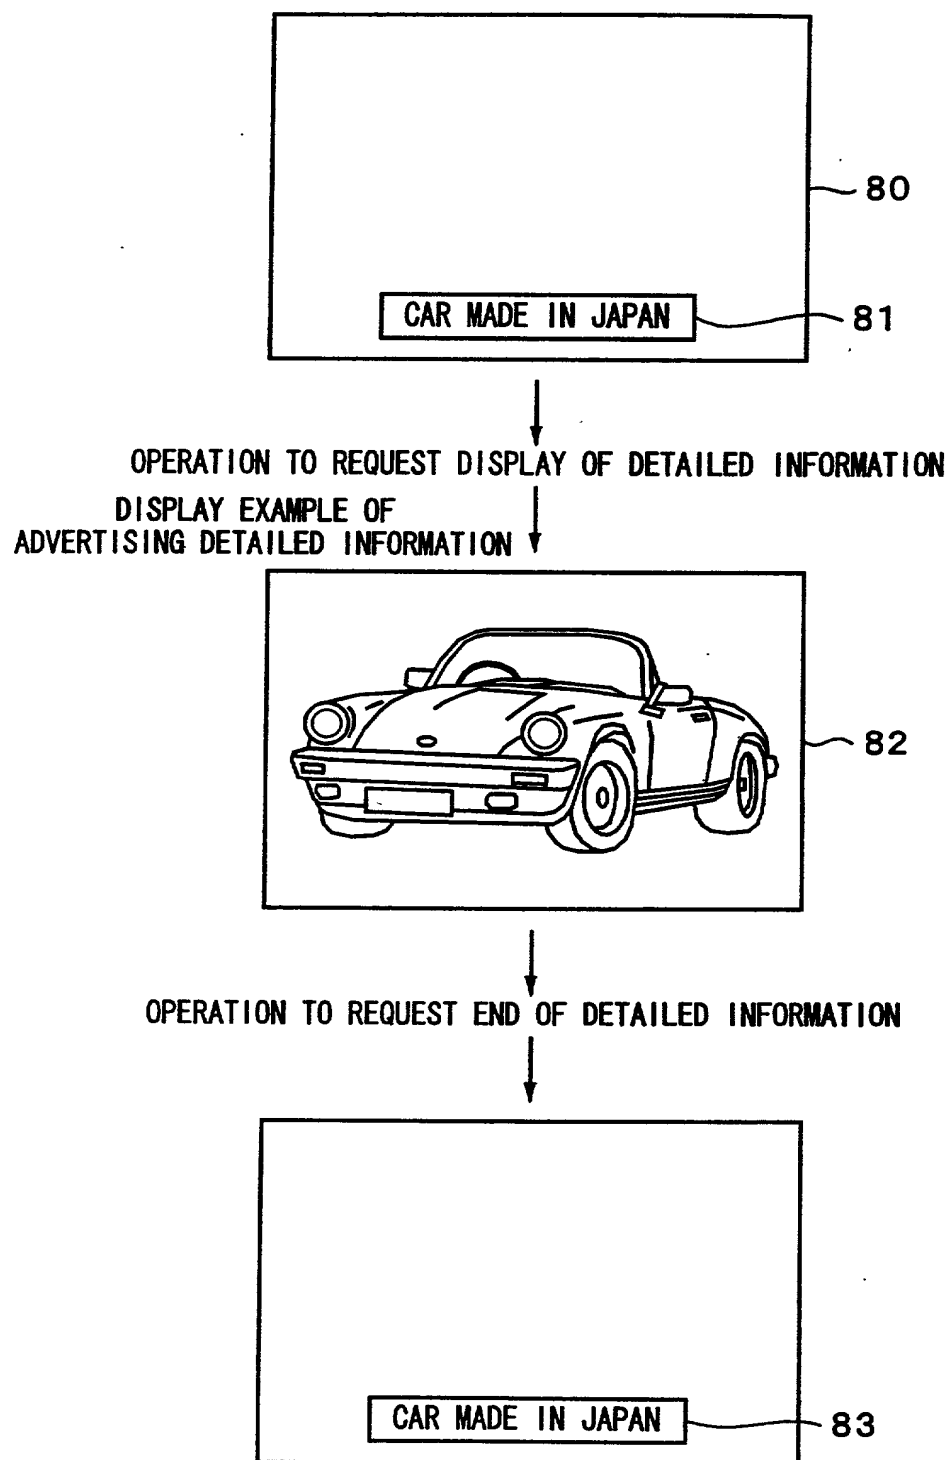 80
CAR MADE IN JAPAN
81
OPERATION TO REQUEST DISPLAY OF DETAILED INFORMATION
DISPLAY EXAMPLE OF
ADVERTISING DETAILED INFORMATION
82
OPERATION TO REQUEST END OF DETAILED INFORMATION
CAR MADE IN JAPAN
83